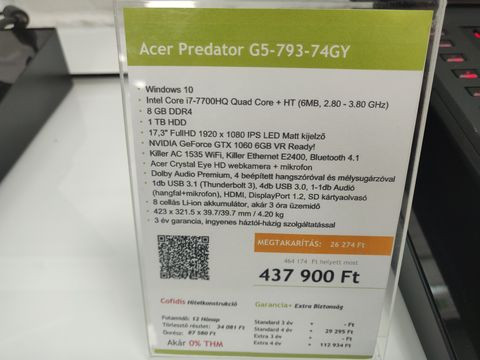 Acer Predator G5-793-74GY
Windows 10
Intel Core i7-7700HQ Quad Core + HT (6MB, 2.80 - 3.80 GHz)
8 GB DDR4
1 TB HDD
17,3" FullHD 1920 x 1080 IPS LED Matt kijelző
NVIDIA GeForce GTX 1060 6GB VR Ready!
Killer AC 1535 WiFi, Killer Ethernet E2400, Bluetooth 4.1
Acer Crystal Eye HD webkamera + mikrofon
Dolby Audio Premium, 4 beépített hangszóróval és mélysugárzóval
1db USB 3.1 (Thunderbolt 3), 4db USB 3.0, 1-1db Audió
(hangfal+mikrofon), HDMI, DisplayPort 1.2, SD kártyaolvasó
8 cellás Li-ion akkumulátor, akár 3 óra üzemidő
423 x 321.5 x 39.7/39.7 mm / 4.20 kg
3 év garancia, ingyenes háztól-házig szolgáltatással
MEGTAKARÍTÁS: 26 274 Ft
464 174 Ft helyett most
437 900 Ft
Cofidis Hitelkonstrukció
Futamidő: 12 Hónap
Törlesztő részlet: 34 081 Ft
Önrész: 87 580 Ft
Akár 0% THM
Garancia+ Extra Biztonság
Standard 3 év + - Ft
Standard 4 év + 29 295 Ft
Extra 3 év + - Ft
Extra 4 év + 112 934 Ft